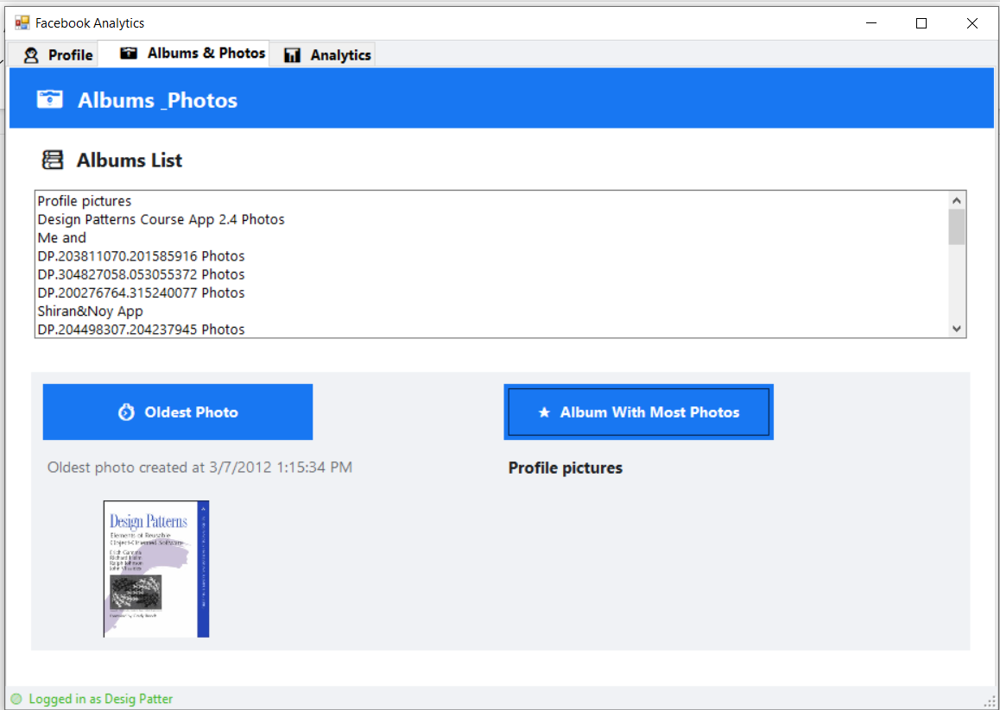 Facebook Analytics
Profile
Albums & Photos
Analytics
Albums _Photos
Albums List
Profile pictures
Design Patterns Course App 2.4 Photos
Me and
DP.203811070.201585916 Photos
DP.304827058.053055372 Photos
DP.200276764.315240077 Photos
Shiran&Noy App
DP.204498307.204237945 Photos
Oldest Photo
Album With Most Photos
Oldest photo created at 3/7/2012 1:15:34 PM
Profile pictures
Design Patterns
Elements of Reusable
Object-Oriented Software
Erich Gamma
Richard Helm
Ralph Johnson
John Vlissides
Logged in as Desig Patter